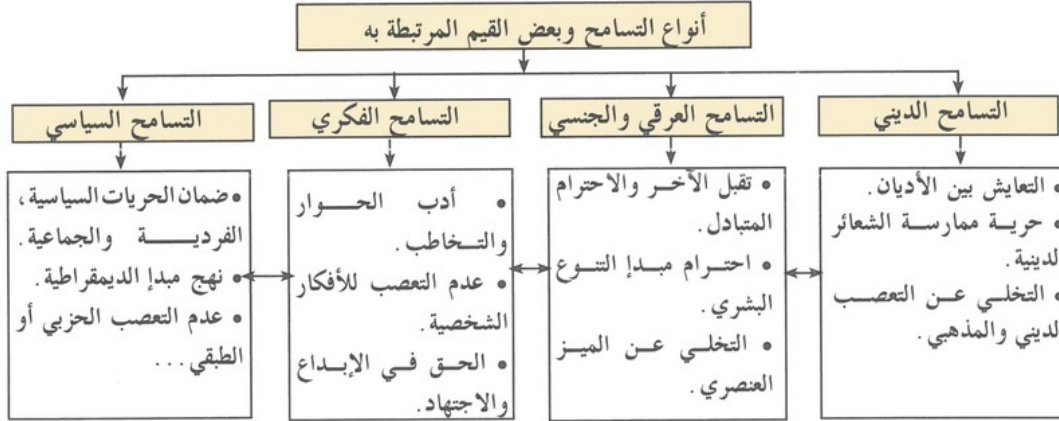 أنواع التسامح وبعض القيم المرتبطة به
التسامح الديني
• التعايش بين الأديان.
• حرية ممارسة الشعائر
الدينية.
• التخلي عن التعصب
الديني والمذهبي.
التسامح العرقي والجنسي
• تقبل الآخر والاحترام
المتبادل.
• احترام مبدإ التنوع
البشري.
• التخلي عن الميز
العنصري.
التسامح الفكري
• أدب الحوار
والتخاطب.
• عدم التعصب للأفكار
الشخصية.
• الحق في الإبداع
والاجتهاد.
التسامح السياسي
• ضمان الحريات السياسية،
الفردية والجماعية.
• نهج مبدإ الديمقراطية.
• عدم التعصب الحزبي أو
الطبقي...